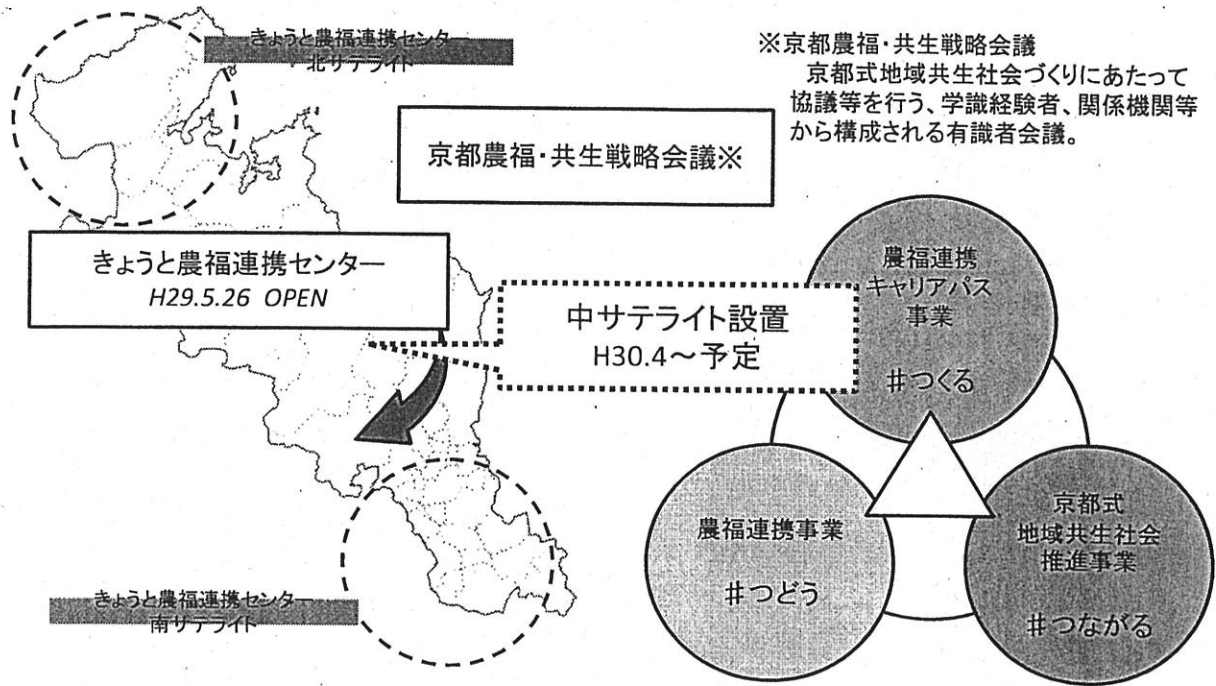 きょうと農福連携センター
北サテライト
※京都農福・共生戦略会議
京都式地域共生社会づくりにあたって
協議等を行う、学識経験者、関係機関等
から構成される有識者会議。
京都農福・共生戦略会議※
きょうと農福連携センター
H29.5.26 OPEN
中サテライト設置
H30.4～予定
農福連携
キャリアパス
事業
#つくる
農福連携事業
#つどう
京都式
地域共生社会
推進事業
#つながる
きょうと農福連携センター
南サテライト